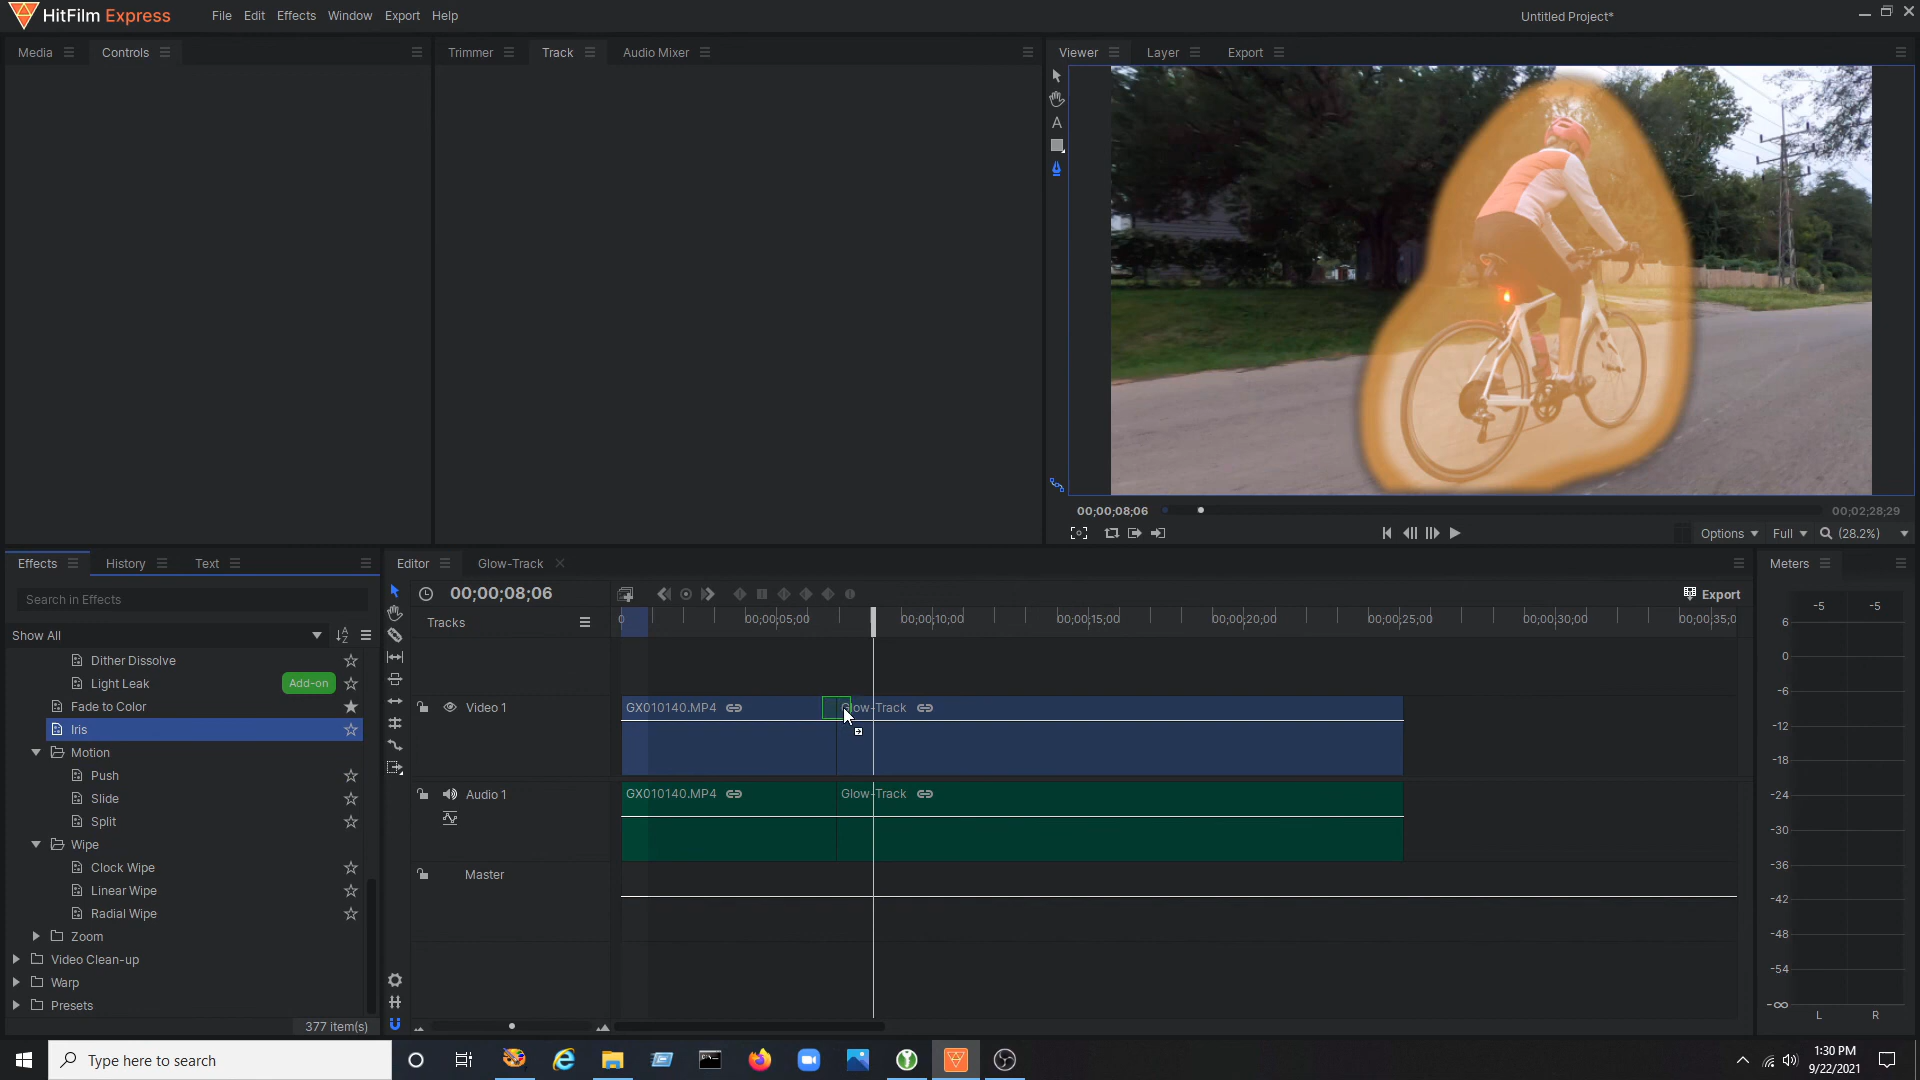 HitFilm Express
File Edit Effects Window Export Help
Untitled Project*
Media Controls
Trimmer Track Audio Mixer
Viewer Layer Export
A
00;00;08;06
00;02;28;29
Options Full (28.2%)
Effects History Text
Search in Effects
Show All
Dither Dissolve
Light Leak Add-on
Fade to Color
Iris
Motion
Push
Slide
Split
Wipe
Clock Wipe
Linear Wipe
Radial Wipe
Zoom
Video Clean-up
Warp
Presets
377 item(s)
Editor Glow-Track
00;00;08;06
Export
Tracks
0 00;00;05;00 00;00;10;00 00;00;15;00 00;00;20;00 00;00;25;00 00;00;30;00 00;00;35;0
Video 1
GX010140.MP4 Glow-Track
Audio 1
GX010140.MP4 Glow-Track
Master
Meters
-5 -5
6
0
-6
-12
-18
-24
-30
-36
-42
-48
-54
-∞
L R
Type here to search
1:30 PM
9/22/2021